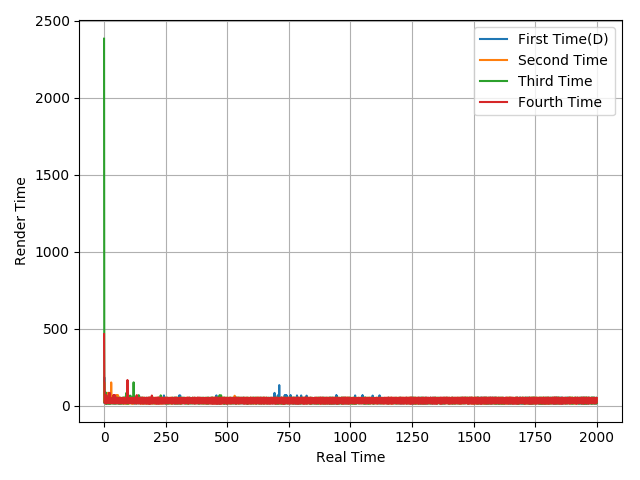 2500
2000
1500
1000
500
0
Render Time
First Time(D)
Second Time
Third Time
Fourth Time
0 250 500 750 1000 1250 1500 1750 2000
Real Time